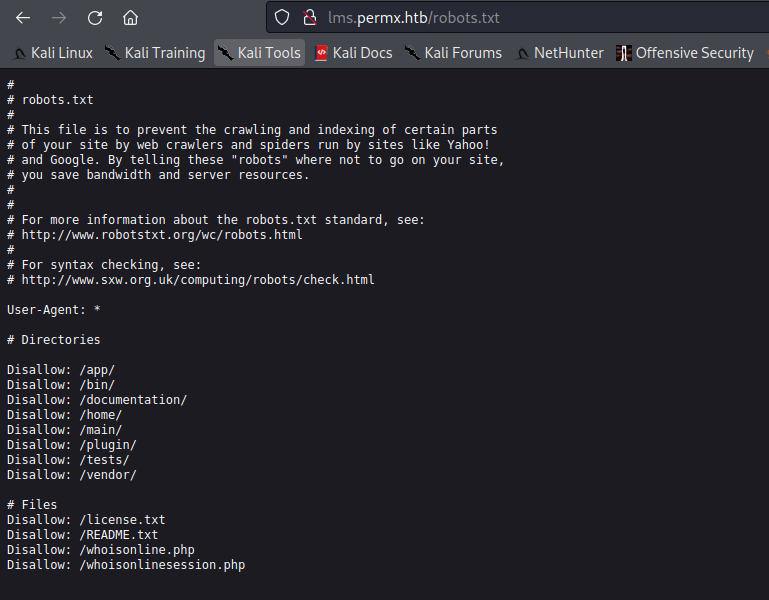 lms.permx.htb/robots.txt
Kali Linux Kali Training Kali Tools Kali Docs Kali Forums NetHunter Offensive Security
#
# robots.txt
#
# This file is to prevent the crawling and indexing of certain parts
# of your site by web crawlers and spiders run by sites like Yahoo!
# and Google. By telling these "robots" where not to go on your site,
# you save bandwidth and server resources.
#
#
# For more information about the robots.txt standard, see:
# http://www.robotstxt.org/wc/robots.html
#
# For syntax checking, see:
# http://www.sxw.org.uk/computing/robots/check.html
User-Agent: *
# Directories
Disallow: /app/
Disallow: /bin/
Disallow: /documentation/
Disallow: /home/
Disallow: /main/
Disallow: /plugin/
Disallow: /tests/
Disallow: /vendor/
# Files
Disallow: /license.txt
Disallow: /README.txt
Disallow: /whoisonline.php
Disallow: /whoisonlinesession.php